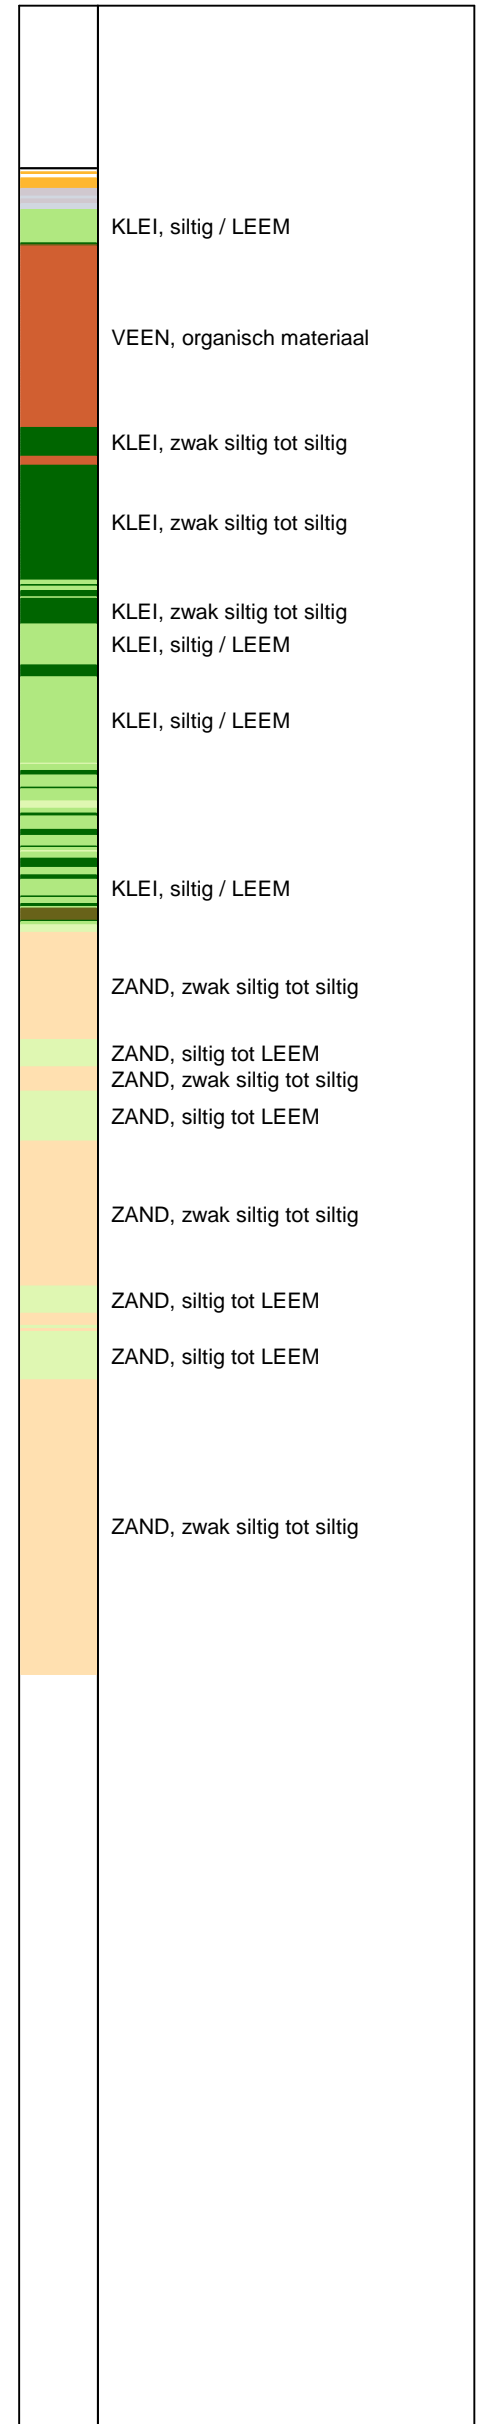 KLEI, siltig / LEEM
VEEN, organisch materiaal
KLEI, zwak siltig tot siltig
KLEI, zwak siltig tot siltig
KLEI, zwak siltig tot siltig
KLEI, siltig / LEEM
KLEI, siltig / LEEM
KLEI, siltig / LEEM
ZAND, zwak siltig tot siltig
ZAND, siltig tot LEEM
ZAND, zwak siltig tot siltig
ZAND, siltig tot LEEM
ZAND, zwak siltig tot siltig
ZAND, siltig tot LEEM
ZAND, siltig tot LEEM
ZAND, zwak siltig tot siltig